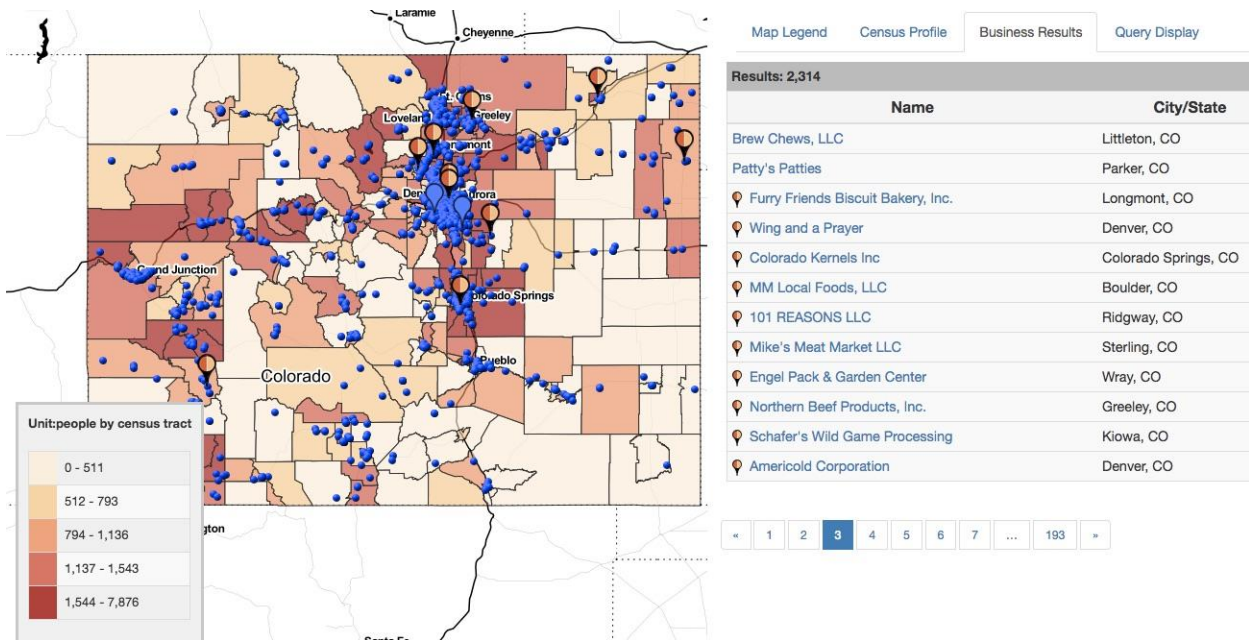 Laramie
Cheyenne
Loveland
Greeley
Grand Junction
Colorado Springs
Pueblo
Colorado
Unit:people by census tract
0 - 511
512 - 793
794 - 1,136
1,137 - 1,543
1,544 - 7,876
Map Legend Census Profile Business Results Query Display
Results: 2,314
Name City/State
Brew Chews, LLC Littleton, CO
Patty's Patties Parker, CO
Furry Friends Biscuit Bakery, Inc. Longmont, CO
Wing and a Prayer Denver, CO
Colorado Kernels Inc Colorado Springs, CO
MM Local Foods, LLC Boulder, CO
101 REASONS LLC Ridgway, CO
Mike's Meat Market LLC Sterling, CO
Engel Pack & Garden Center Wray, CO
Northern Beef Products, Inc. Greeley, CO
Schafer's Wild Game Processing Kiowa, CO
Americold Corporation Denver, CO
« 1 2 3 4 5 6 7 ... 193 »